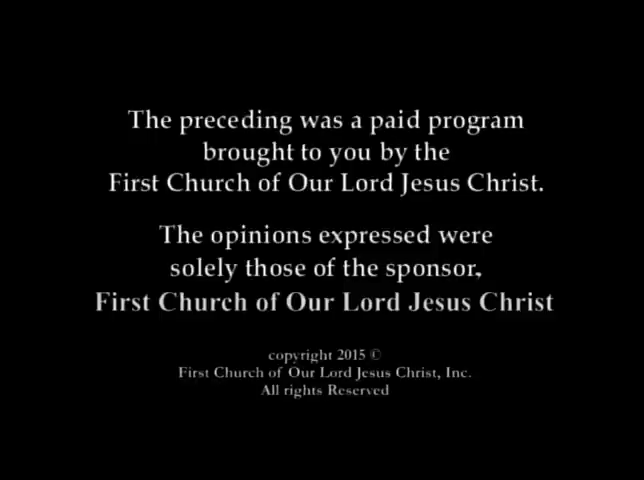 The preceding was a paid program
brought to you by the
First Church of Our Lord Jesus Christ.
The opinions expressed were
solely those of the sponsor,
First Church of Our Lord Jesus Christ
copyright 2015 ©
First Church of Our Lord Jesus Christ, Inc.
All rights Reserved